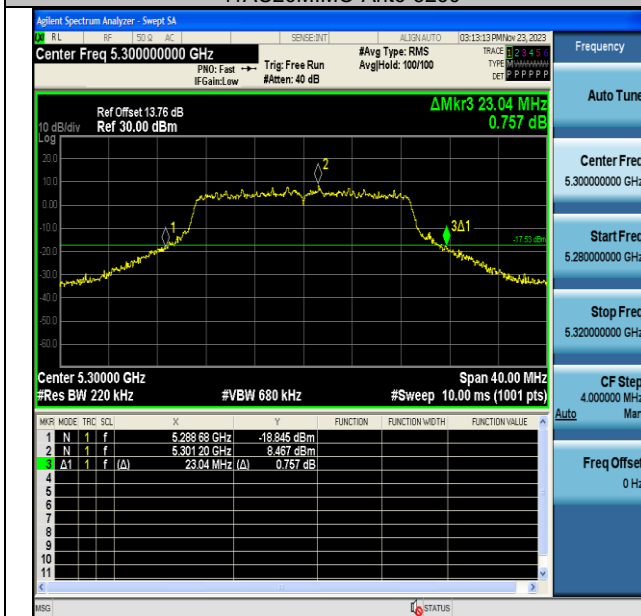 Agilent Spectrum Analyzer - Swept SA
RL RF 50 Ω AC SENSE:INT ALIGN AUTO 03:13:13 PM Nov 23, 2023
Center Freq 5.300000000 GHz #Avg Type: RMS TRACE 1 2 3 4 5 6
PNO: Fast Trig: Free Run Avg|Hold: 100/100 TYPE
IFGain:Low #Atten: 40 dB DET P P P P P P
Frequency
Auto Tune
Ref Offset 13.76 dB ΔMkr3 23.04 MHz
10 dB/div Ref 30.00 dBm 0.757 dB
Log
20.0
10.0
0.00
-10.0
-20.0
-30.0
-40.0
-50.0
-60.0
1
2
3Δ1
-17.53 dBm
Center Freq
5.300000000 GHz
Start Freq
5.280000000 GHz
Stop Freq
5.320000000 GHz
Center 5.30000 GHz Span 40.00 MHz
#Res BW 220 kHz #VBW 680 kHz #Sweep 10.00 ms (1001 pts)
CF Step
4.000000 MHz
Auto Man
Freq Offset
0 Hz
MKR MODE TRC SCL X Y FUNCTION FUNCTION WIDTH FUNCTION VALUE
1 N 1 f 5.288 68 GHz -18.845 dBm
2 N 1 f 5.301 20 GHz 8.467 dBm
3 Δ1 1 f (Δ) 23.04 MHz (Δ) 0.757 dB
4
5
6
7
8
9
10
11
MSG STATUS